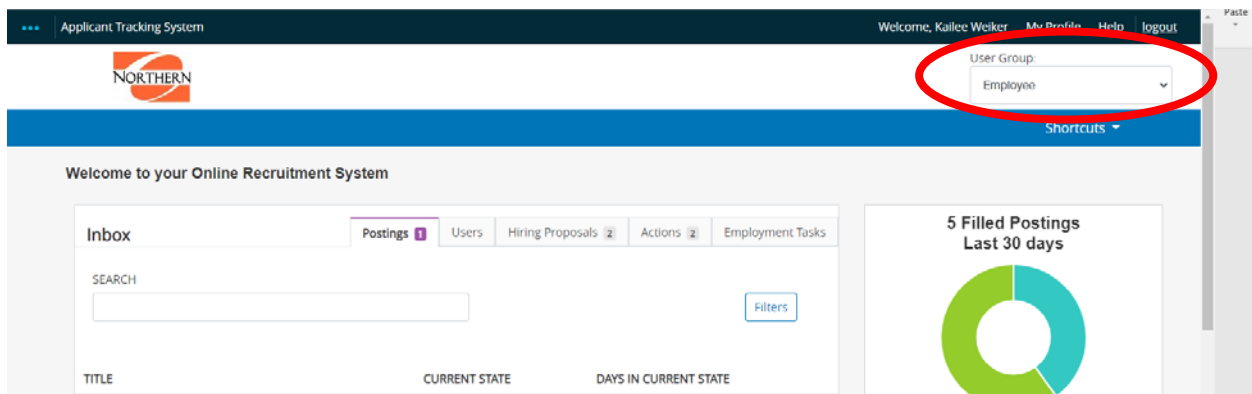 ••• Applicant Tracking System Welcome, Kailee Weiker My Profile Help logout
Paste
NORTHERN
User Group:
Employee
Shortcuts
Welcome to your Online Recruitment System
Inbox Postings 1 Users Hiring Proposals 2 Actions 2 Employment Tasks
5 Filled Postings
Last 30 days
SEARCH
Filters
TITLE CURRENT STATE DAYS IN CURRENT STATE